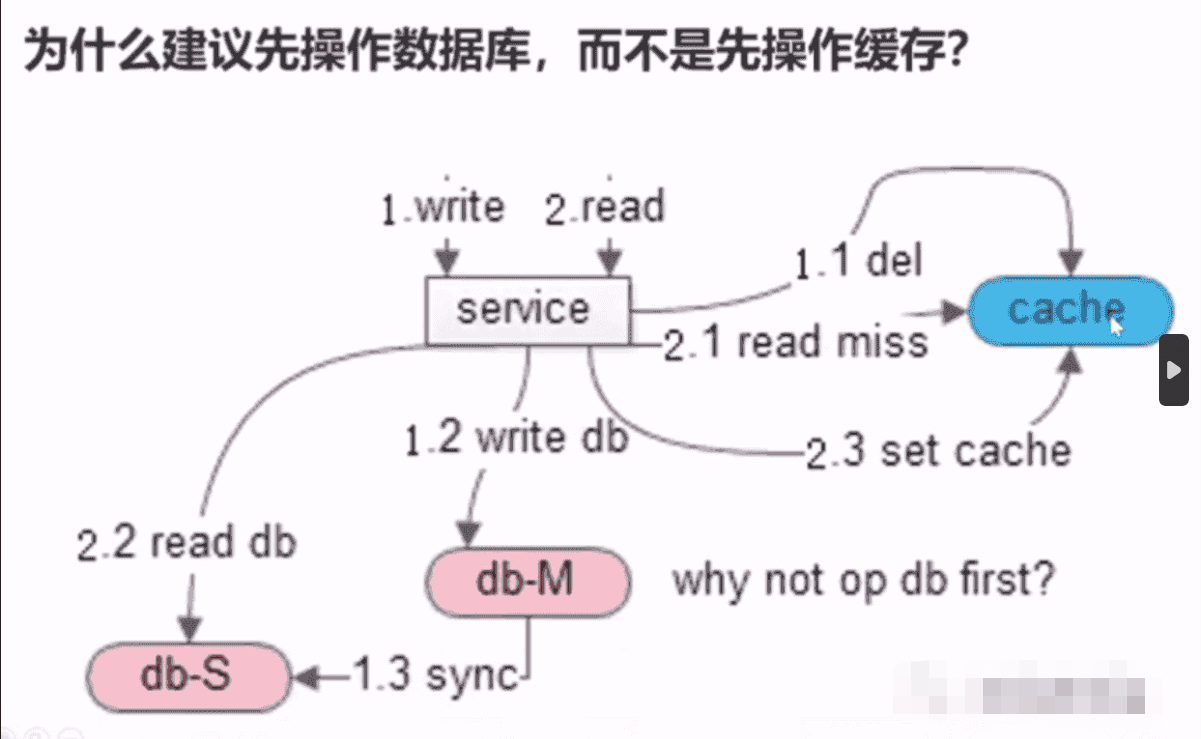 为什么建议先操作数据库，而不是先操作缓存？
1.write 2.read
1.1 del
service
cache
2.1 read miss
1.2 write db
2.3 set cache
2.2 read db
db-M
why not op db first?
db-S
1.3 sync